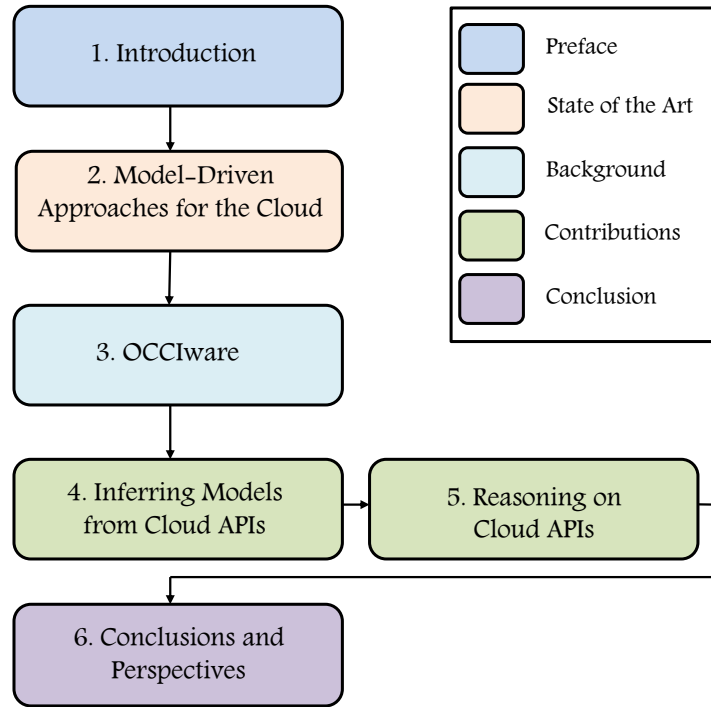 1. Introduction
2. Model-Driven
Approaches for the Cloud
3. OCCIware
4. Inferring Models
from Cloud APIs
5. Reasoning on
Cloud APIs
6. Conclusions and
Perspectives
Preface
State of the Art
Background
Contributions
Conclusion